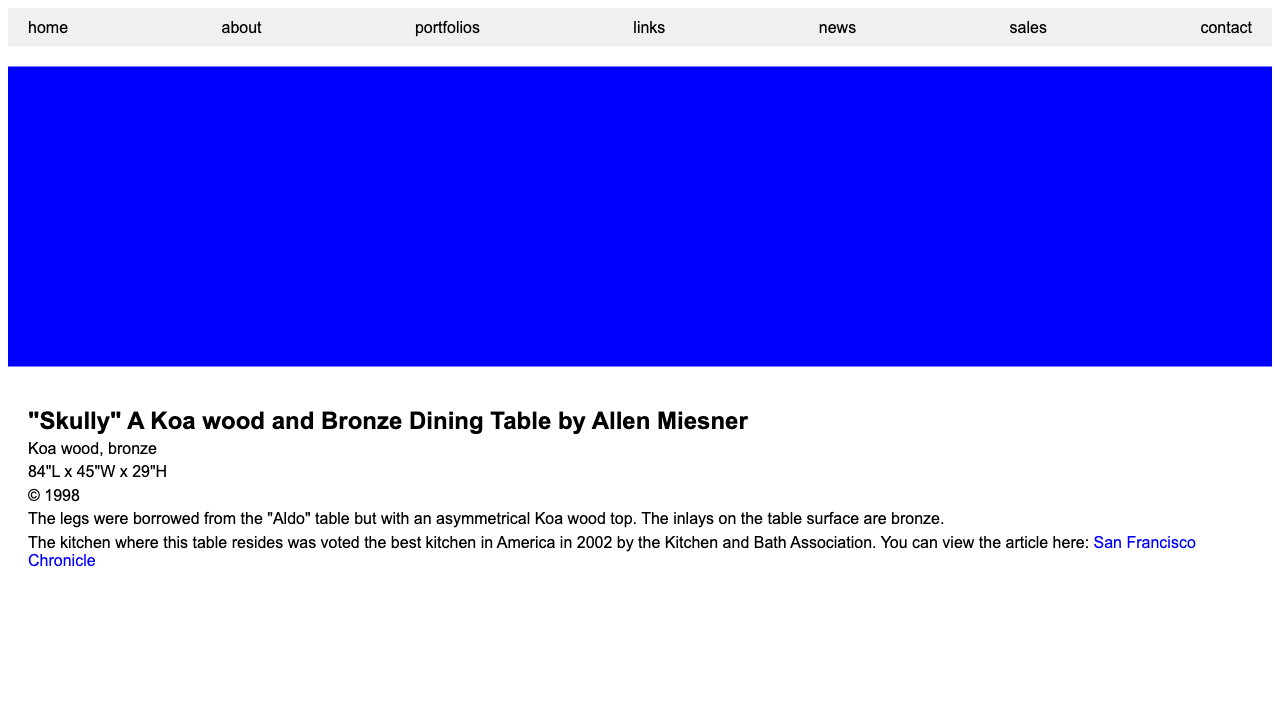 home about portfolios links news sales contact
"Skully" A Koa wood and Bronze Dining Table by Allen Miesner
Koa wood, bronze
84"L x 45"W x 29"H
© 1998
The legs were borrowed from the "Aldo" table but with an asymmetrical Koa wood top. The inlays on the table surface are bronze.
The kitchen where this table resides was voted the best kitchen in America in 2002 by the Kitchen and Bath Association. You can view the article here: San Francisco
Chronicle